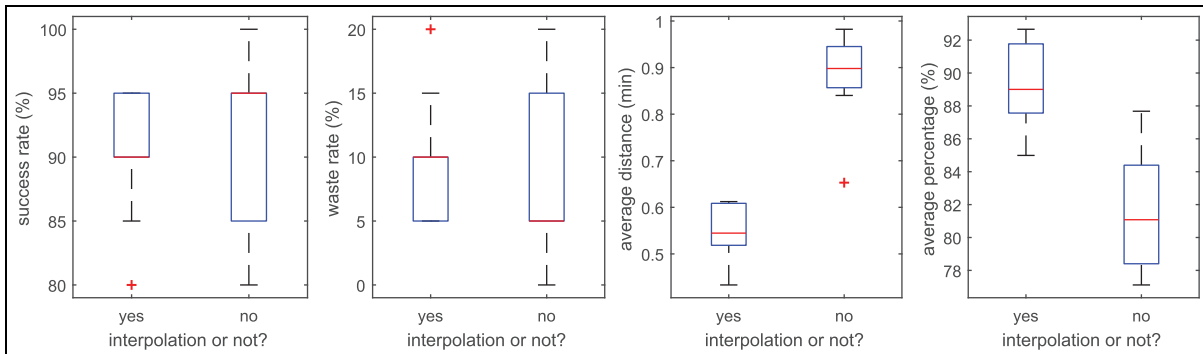 success rate (%)
100
95
90
85
80
yes
no
interpolation or not?
waste rate (%)
20
15
10
5
0
yes
no
interpolation or not?
average distance (min)
1
0.9
0.8
0.7
0.6
0.5
yes
no
interpolation or not?
average percentage (%)
92
90
88
86
84
82
80
78
yes
no
interpolation or not?